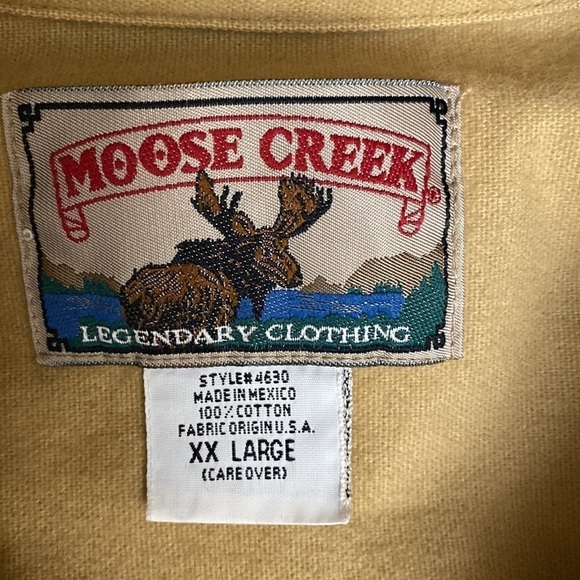 MOOSE CREEK®
LEGENDARY CLOTHING
STYLE#4630
MADE IN MEXICO
100% COTTON
FABRIC ORIGIN U.S.A.
XX LARGE
(CARE OVER)